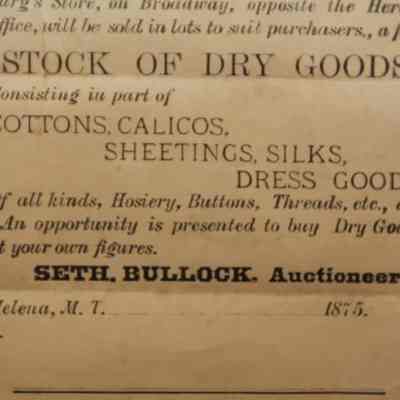 urg's Store, on Broadway, opposite the Her
ffice, will be sold in lots to suit purchasers., a f
STOCK OF DRY GOODS
Consisting in part of
COTTONS, CALICOS,
SHEETINGS, SILKS,
DRESS GOOD
Of all kinds, Hosiery, Buttons, Threads, etc., e
An opportunity is presented to buy Dry Goo
t your own figures.
SETH. BULLOCK. Auctioneer
Helena, M. T. 1875.